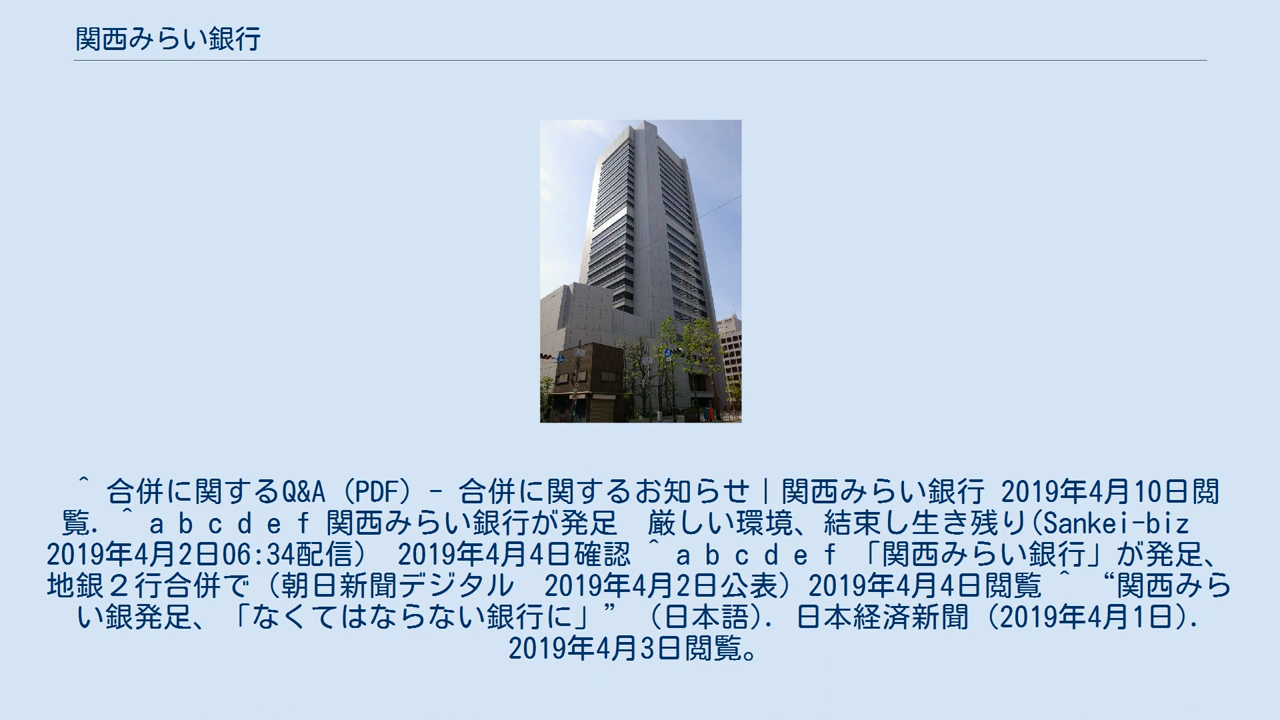 関西みらい銀行
^ 合併に関するQ&A（PDF）- 合併に関するお知らせ｜関西みらい銀行 2019年4月10日閲
覧. ^ a b c d e f 関西みらい銀行が発足　厳しい環境、結束し生き残り(Sankei-biz
2019年4月2日06:34配信） 2019年4月4日確認 ^ a b c d e f 「関西みらい銀行」が発足、
地銀２行合併で（朝日新聞デジタル　2019年4月2日公表）2019年4月4日閲覧 ^ “関西みら
い銀発足、「なくてはならない銀行に」” （日本語）. 日本経済新聞 (2019年4月1日).
2019年4月3日閲覧。